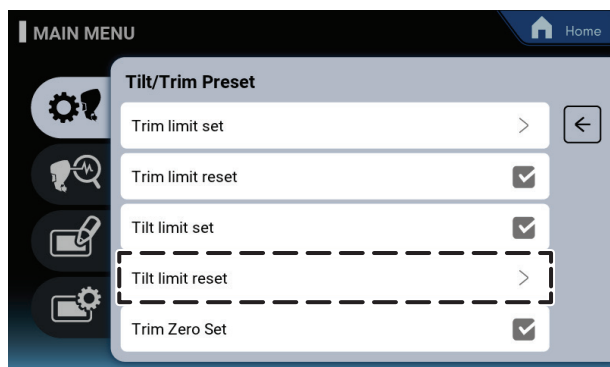 MAIN MENU
Home
Tilt/Trim Preset
Trim limit set
Trim limit reset
Tilt limit set
Tilt limit reset
Trim Zero Set